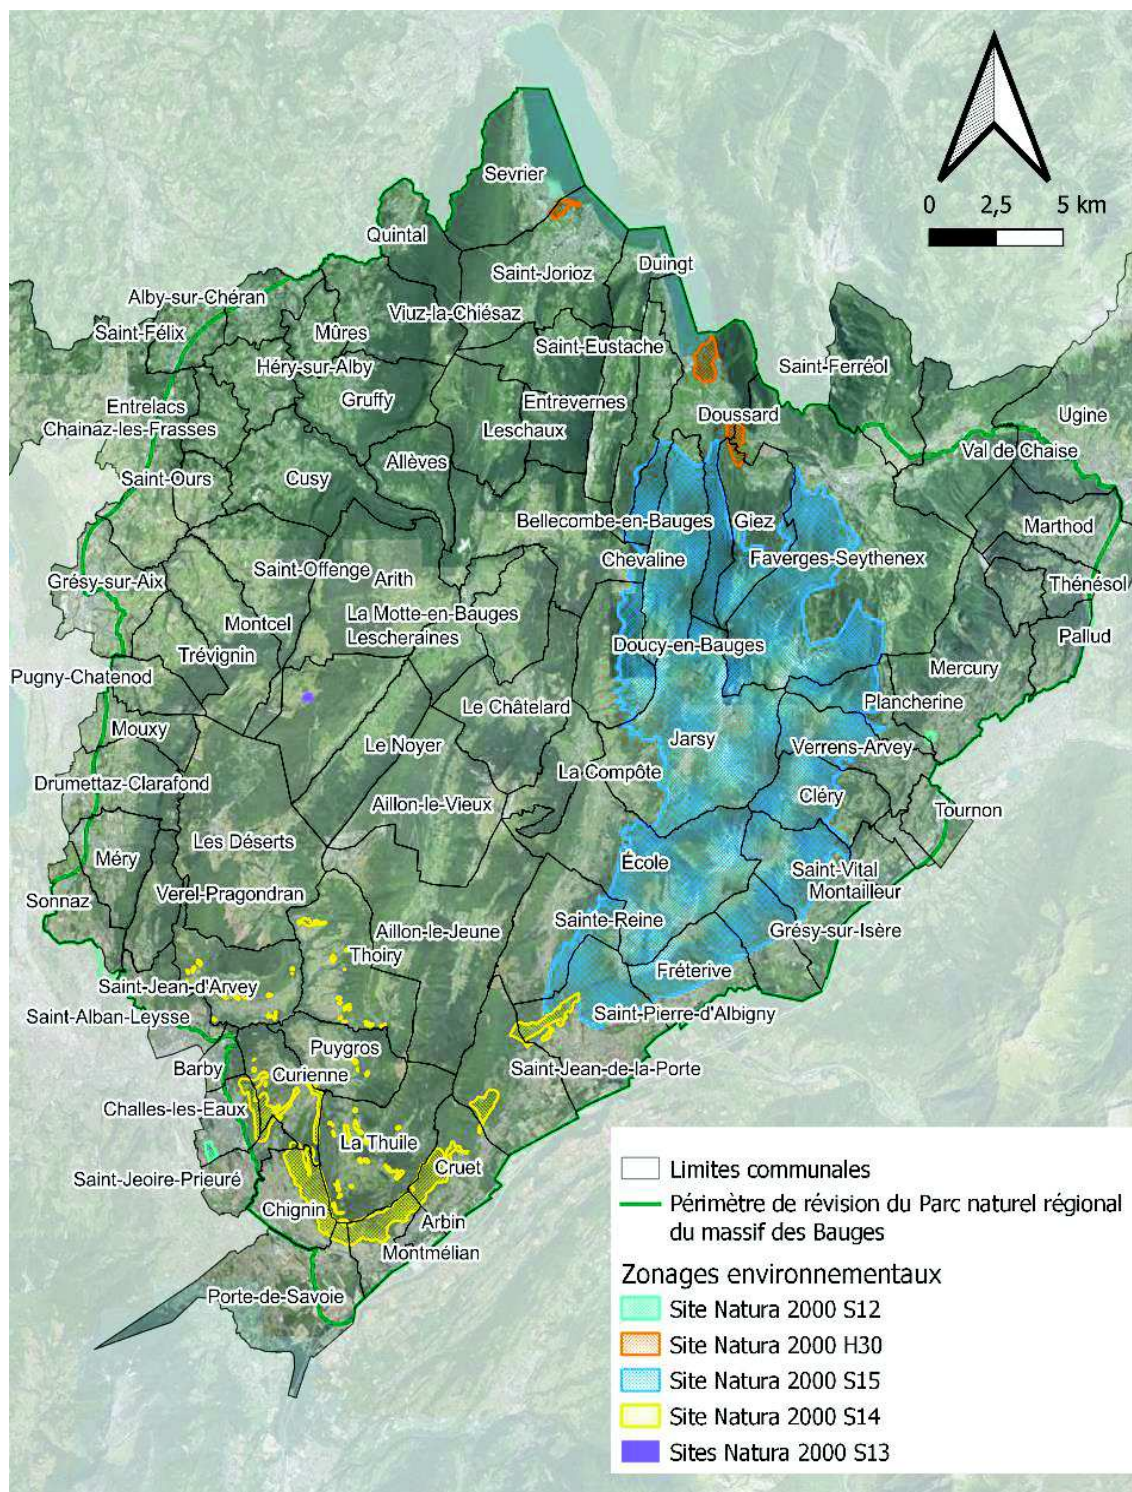 Sevrier
0 2,5 5 km
Quintal
Duingt
Saint-Jorioz
Alby-sur-Chéran
Viuz-la-Chiésaz
Saint-Félix
Mûres
Saint-Eustache
Héry-sur-Alby
Saint-Ferréol
Gruffy
Entrevernes
Entrelacs
Doussard
Ugine
Chainaz-les-Frasses
Leschaux
Val de Chaise
Allèves
Saint-Ours
Cusy
Bellecombe-en-Bauges
Giez
Marthod
Chevaline
Faverges-Seythenex
Saint-Offenge
Arith
Grésy-sur-Aix
Thénésol
La Motte-en-Bauges
Montcel
Lescheraines
Doucy-en-Bauges
Pallud
Trévignin
Mercury
Pugny-Chatenod
Plancherine
Le Châtelard
Mouxy
Jarsy
Le Noyer
Verrens-Arvey
La Compôte
Drumettaz-Clarafond
Cléry
Aillon-le-Vieux
Tournon
Les Déserts
Méry
École
Saint-Vital
Verel-Pragondran
Montailleur
Sonnaz
Sainte-Reine
Aillon-le-Jeune
Grésy-sur-Isère
Thoiry
Fréterive
Saint-Jean-d'Arvey
Saint-Pierre-d'Albigny
Saint-Alban-Leysse
Puygros
Barby
Curienne
Saint-Jean-de-la-Porte
Challes-les-Eaux
La Thuile
Cruet
Saint-Jeoire-Prieuré
Chignin
Arbin
Montmélian
Porte-de-Savoie
Limites communales
Périmètre de révision du Parc naturel régional
du massif des Bauges
Zonages environnementaux
Site Natura 2000 S12
Site Natura 2000 H30
Site Natura 2000 S15
Site Natura 2000 S14
Sites Natura 2000 S13